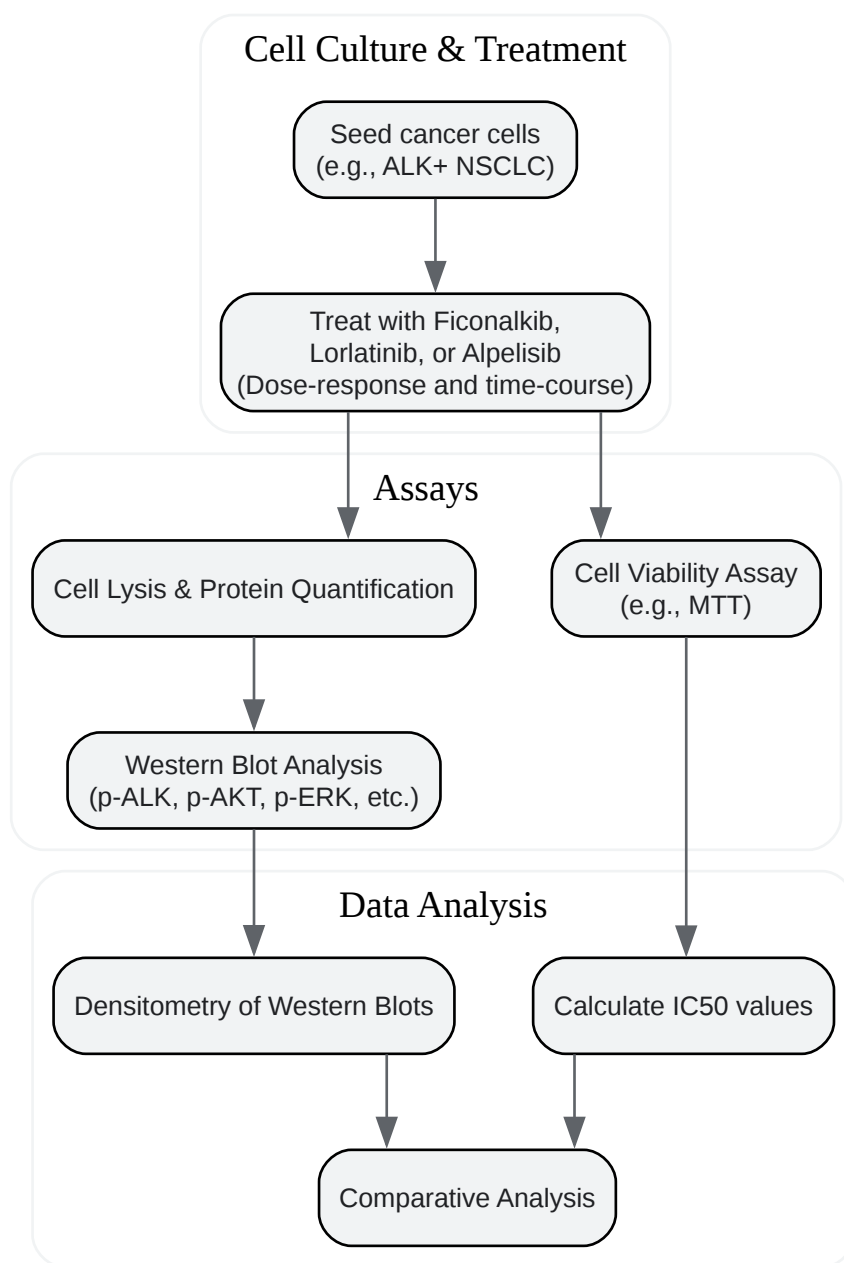 Cell Culture & Treatment
Seed cancer cells
(e.g., ALK+ NSCLC)
Treat with Ficonalkib,
Lorlatinib, or Alpelisib
(Dose-response and time-course)
Assays
Cell Lysis & Protein Quantification
Cell Viability Assay
(e.g., MTT)
Western Blot Analysis
(p-ALK, p-AKT, p-ERK, etc.)
Data Analysis
Densitometry of Western Blots
Calculate IC50 values
Comparative Analysis